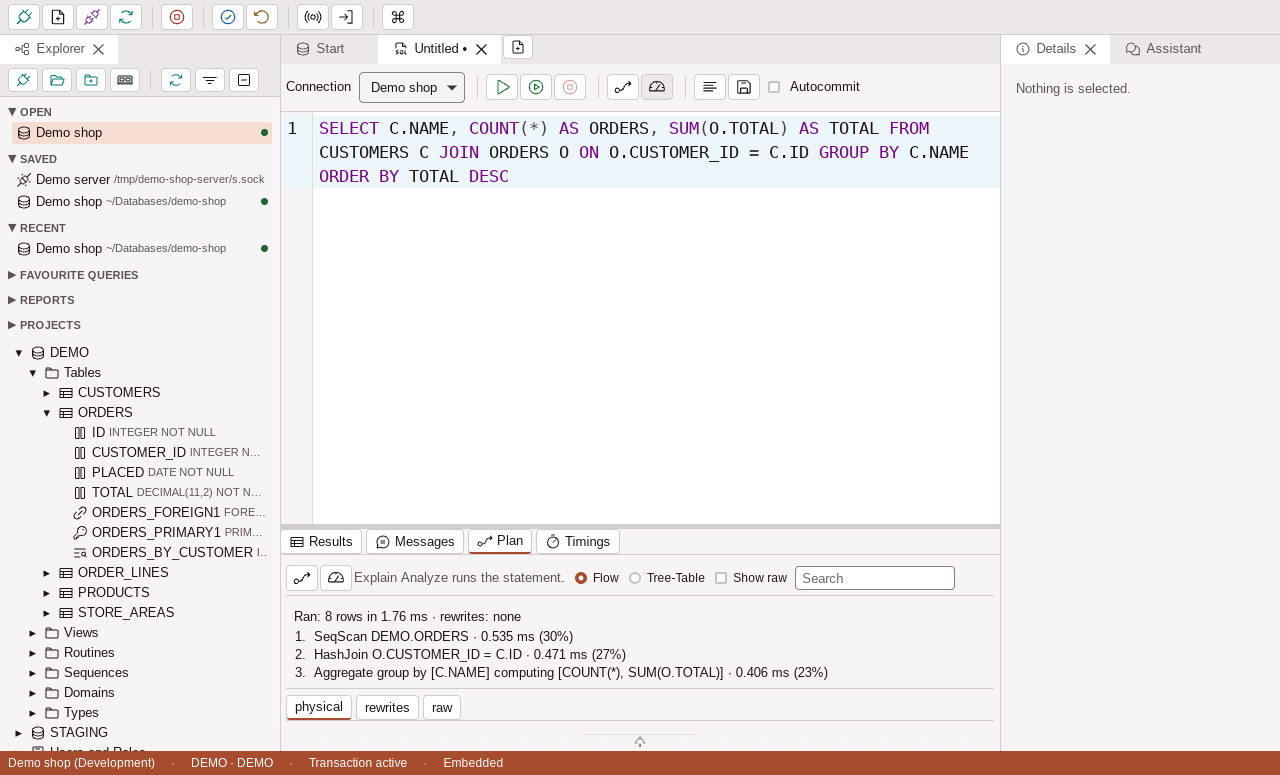 Explorer
Start
Untitled •
Details
Assistant
Connection
Demo shop
Autocommit
Nothing is selected.
OPEN
Demo shop
SAVED
Demo server /tmp/demo-shop-server/s.sock
Demo shop ~/Databases/demo-shop
RECENT
Demo shop ~/Databases/demo-shop
FAVOURITE QUERIES
REPORTS
PROJECTS
DEMO
Tables
CUSTOMERS
ORDERS
ID INTEGER NOT NULL
CUSTOMER_ID INTEGER N…
PLACED DATE NOT NULL
TOTAL DECIMAL(11,2) NOT N…
ORDERS_FOREIGN1 FORE…
ORDERS_PRIMARY1 PRIM…
ORDERS_BY_CUSTOMER I…
ORDER_LINES
PRODUCTS
STORE_AREAS
Views
Routines
Sequences
Domains
Types
STAGING
1
SELECT C.NAME, COUNT(*) AS ORDERS, SUM(O.TOTAL) AS TOTAL FROM
CUSTOMERS C JOIN ORDERS O ON O.CUSTOMER_ID = C.ID GROUP BY C.NAME
ORDER BY TOTAL DESC
Results
Messages
Plan
Timings
Explain Analyze runs the statement.
Flow
Tree-Table
Show raw
Search
Ran: 8 rows in 1.76 ms · rewrites: none
1. SeqScan DEMO.ORDERS · 0.535 ms (30%)
2. HashJoin O.CUSTOMER_ID = C.ID · 0.471 ms (27%)
3. Aggregate group by [C.NAME] computing [COUNT(*), SUM(O.TOTAL)] · 0.406 ms (23%)
physical
rewrites
raw
Demo shop (Development) · DEMO · DEMO · Transaction active · Embedded